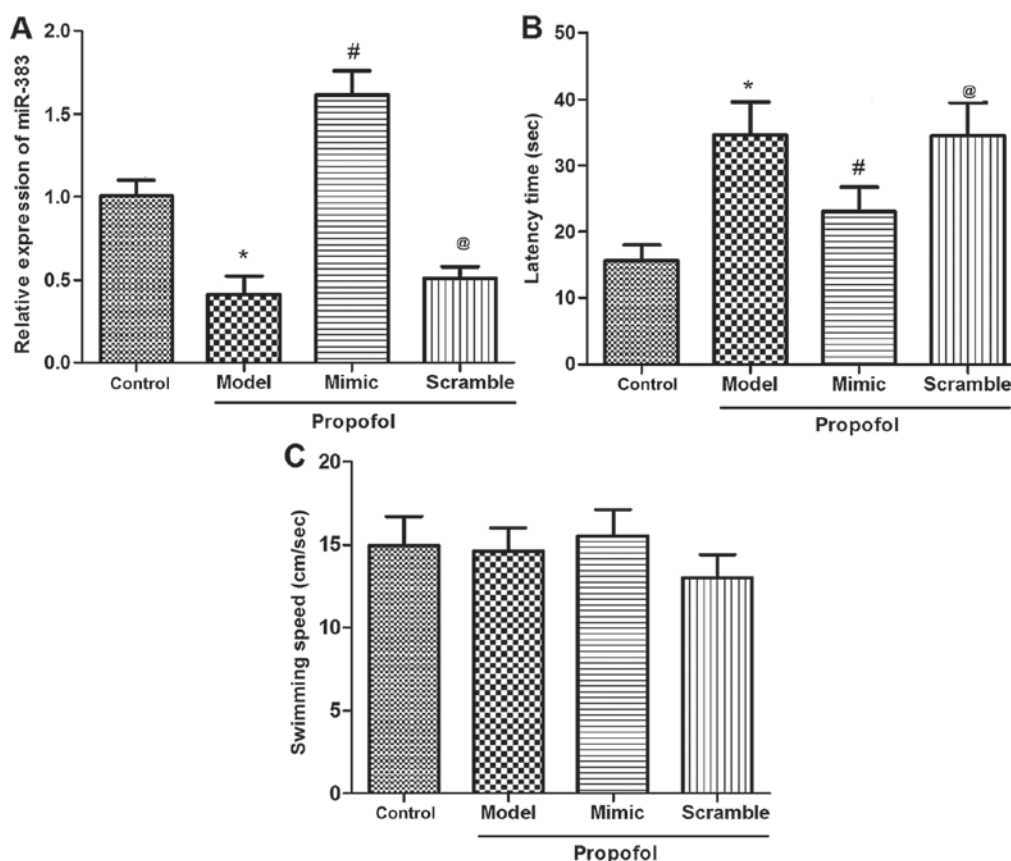 A
Relative expression of miR-383
2.0
1.5
1.0
0.5
0.0
*
#
@
Control Model Mimic Scramble
Propofol
B
Latency time (sec)
50
40
30
20
10
0
*
#
@
Control Model Mimic Scramble
Propofol
C
Swimming speed (cm/sec)
20
15
10
5
0
Control Model Mimic Scramble
Propofol